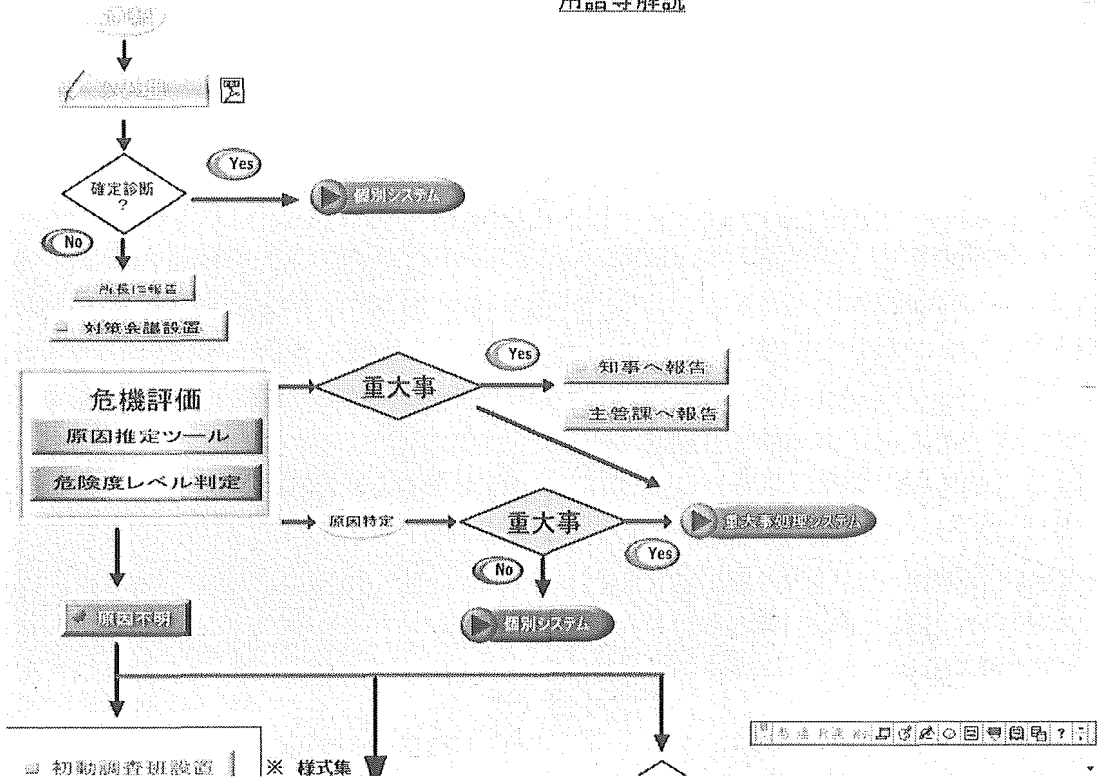 用語等解説
確定診断
?
Yes
個別システム
No
所長に報告
対策会議設置
危機評価
原因推定ツール
危険度レベル判定
重大事
Yes
知事へ報告
主管課へ報告
原因特定
重大事
Yes
重大事処理システム
No
個別システム
原因不明
初動調査班設置
※ 様式集